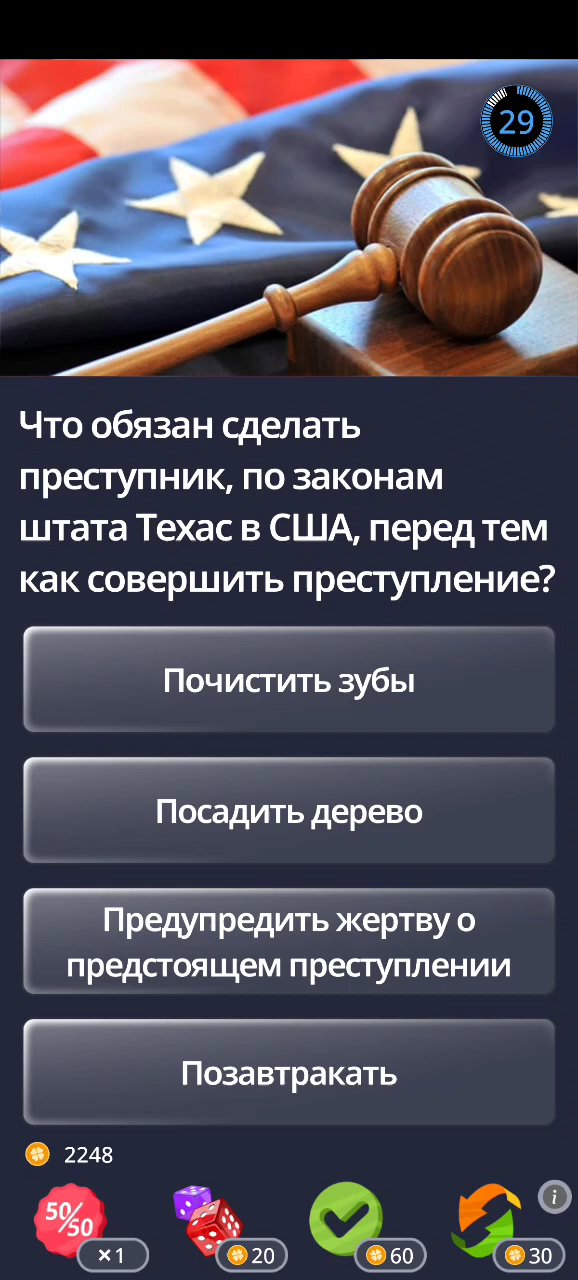 29
Что обязан сделать
преступник, по законам
штата Техас в США, перед тем
как совершить преступление?
Почистить зубы
Посадить дерево
Предупредить жертву о
предстоящем преступлении
Позавтракать
2248
50/50
×1
20
60
30
i